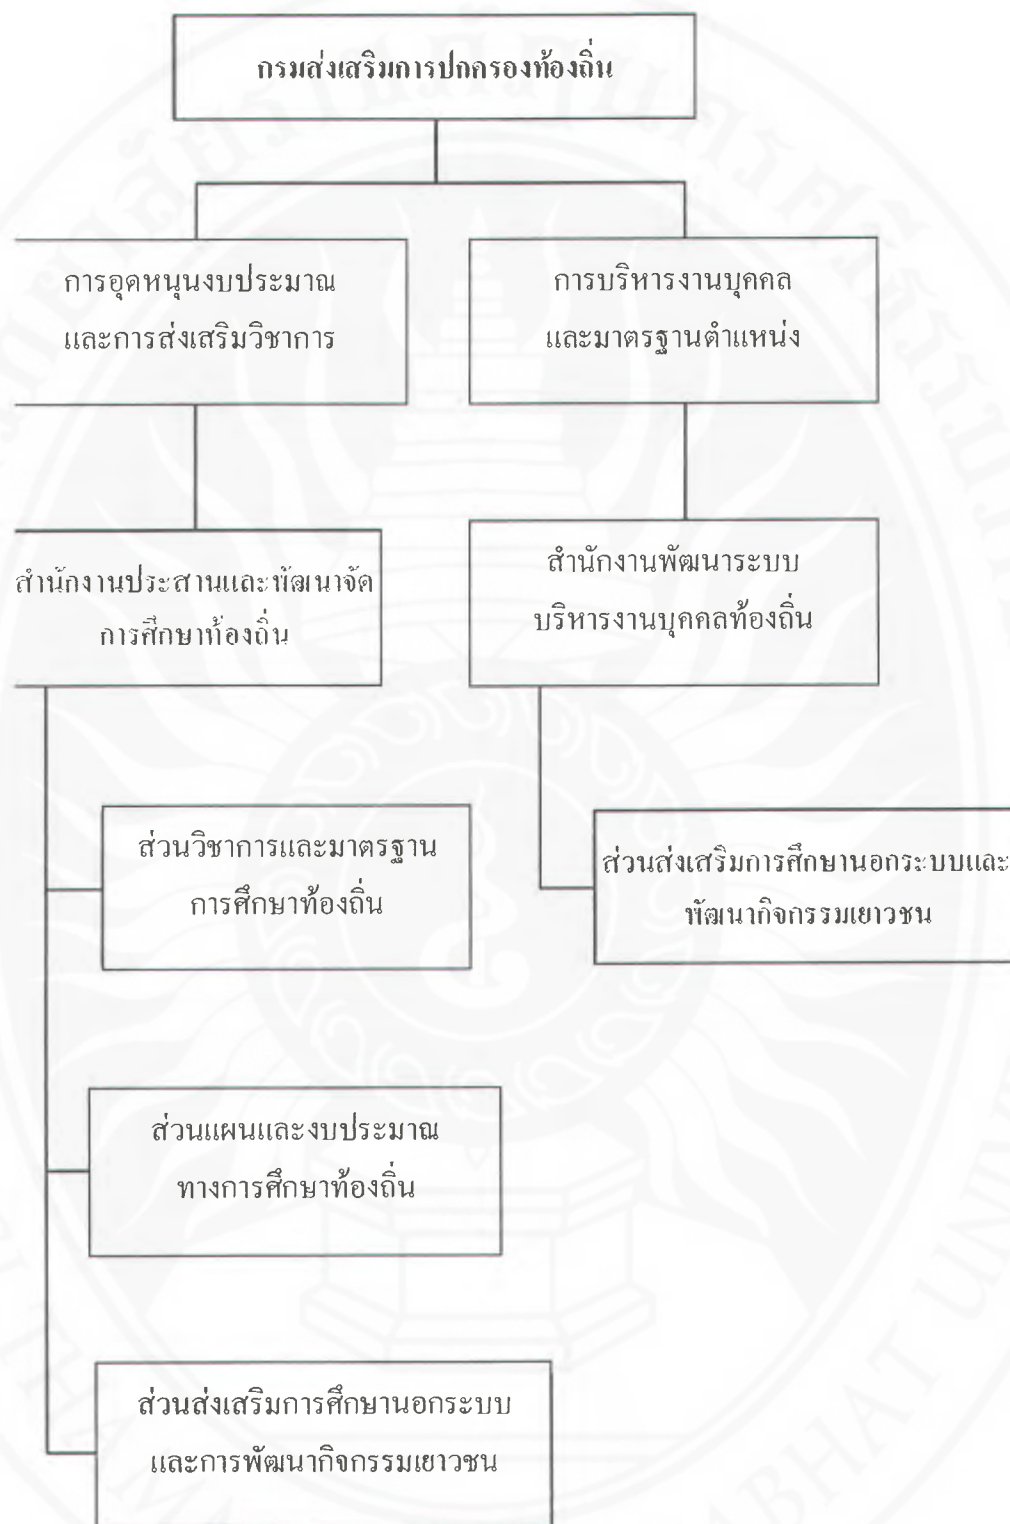 กรมส่งเสริมการปกครองท้องถิ่น
การอุดหนุนงบประมาณ
และการส่งเสริมวิชาการ
การบริหารงานบุคคล
และมาตรฐานตำแหน่ง
สำนักงานประสานและพัฒนาจัด
การศึกษาท้องถิ่น
สำนักงานพัฒนาระบบ
บริหารงานบุคคลท้องถิ่น
ส่วนวิชาการและมาตรฐาน
การศึกษาท้องถิ่น
ส่วนส่งเสริมการศึกษานอกระบบและ
พัฒนากิจกรรมเยาวชน
ส่วนแผนและงบประมาณ
ทางการศึกษาท้องถิ่น
ส่วนส่งเสริมการศึกษานอกระบบ
และการพัฒนากิจกรรมเยาวชน